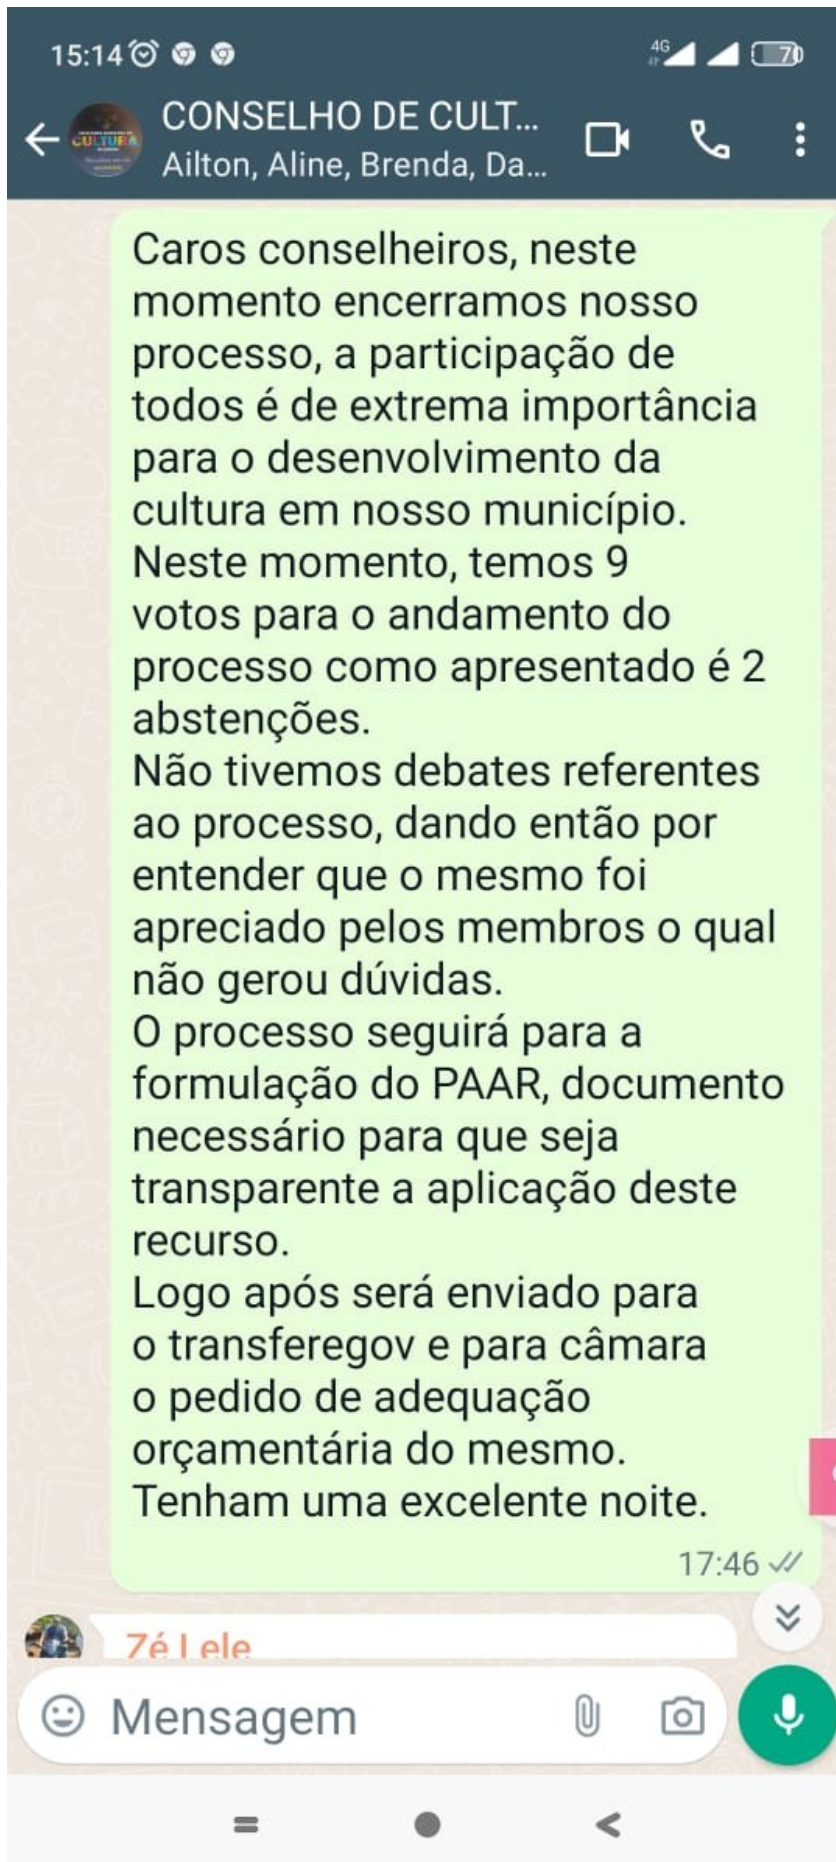 15:14
4G
70
CONSELHO DE CULT...
CULTURA
Ailton, Aline, Brenda, Da...
Caros conselheiros, neste
momento encerramos nosso
processo, a participação de
todos é de extrema importância
para o desenvolvimento da
cultura em nosso município.
Neste momento, temos 9
votos para o andamento do
processo como apresentado é 2
abstenções.
Não tivemos debates referentes
ao processo, dando então por
entender que o mesmo foi
apreciado pelos membros o qual
não gerou dúvidas.
O processo seguirá para a
formulação do PAAR, documento
necessário para que seja
transparente a aplicação deste
recurso.
Logo após será enviado para
o transferegov e para câmara
o pedido de adequação
orçamentária do mesmo.
Tenham uma excelente noite.
17:46
Zé Lele
Mensagem